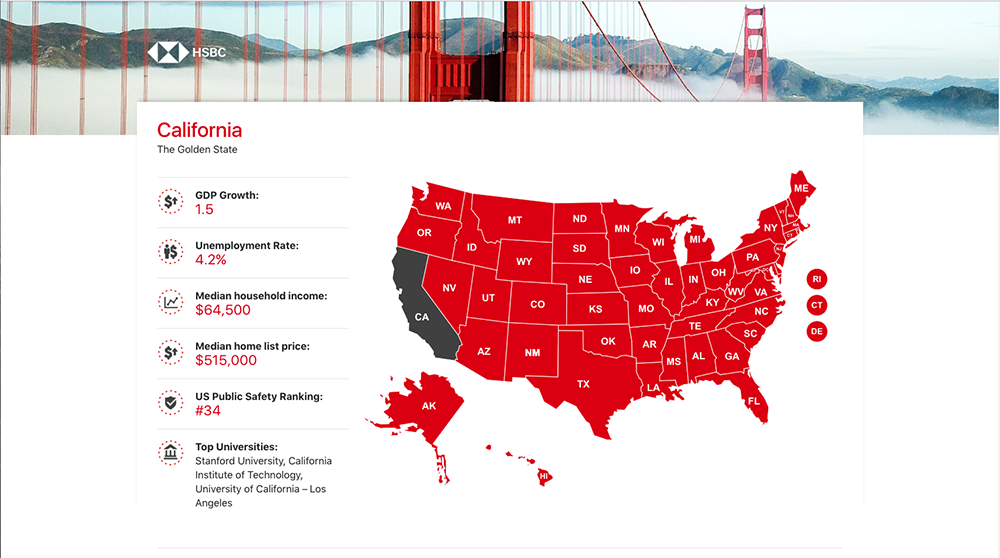 HSBC
California
The Golden State
GDP Growth:
1.5
Unemployment Rate:
4.2%
Median household income:
$64,500
Median home list price:
$515,000
US Public Safety Ranking:
#34
Top Universities:
Stanford University, California
Institute of Technology,
University of California – Los
Angeles
WA
OR
CA
ID
NV
MT
WY
UT
AZ
CO
NM
ND
SD
NE
KS
OK
TX
MN
IO
MO
AR
LA
WI
IL
MI
IN
OH
KY
TE
MS
AL
GA
FL
SC
NC
VA
WV
PA
NY
ME
VT
NJ
CT
AK
HI
RI
CT
DE